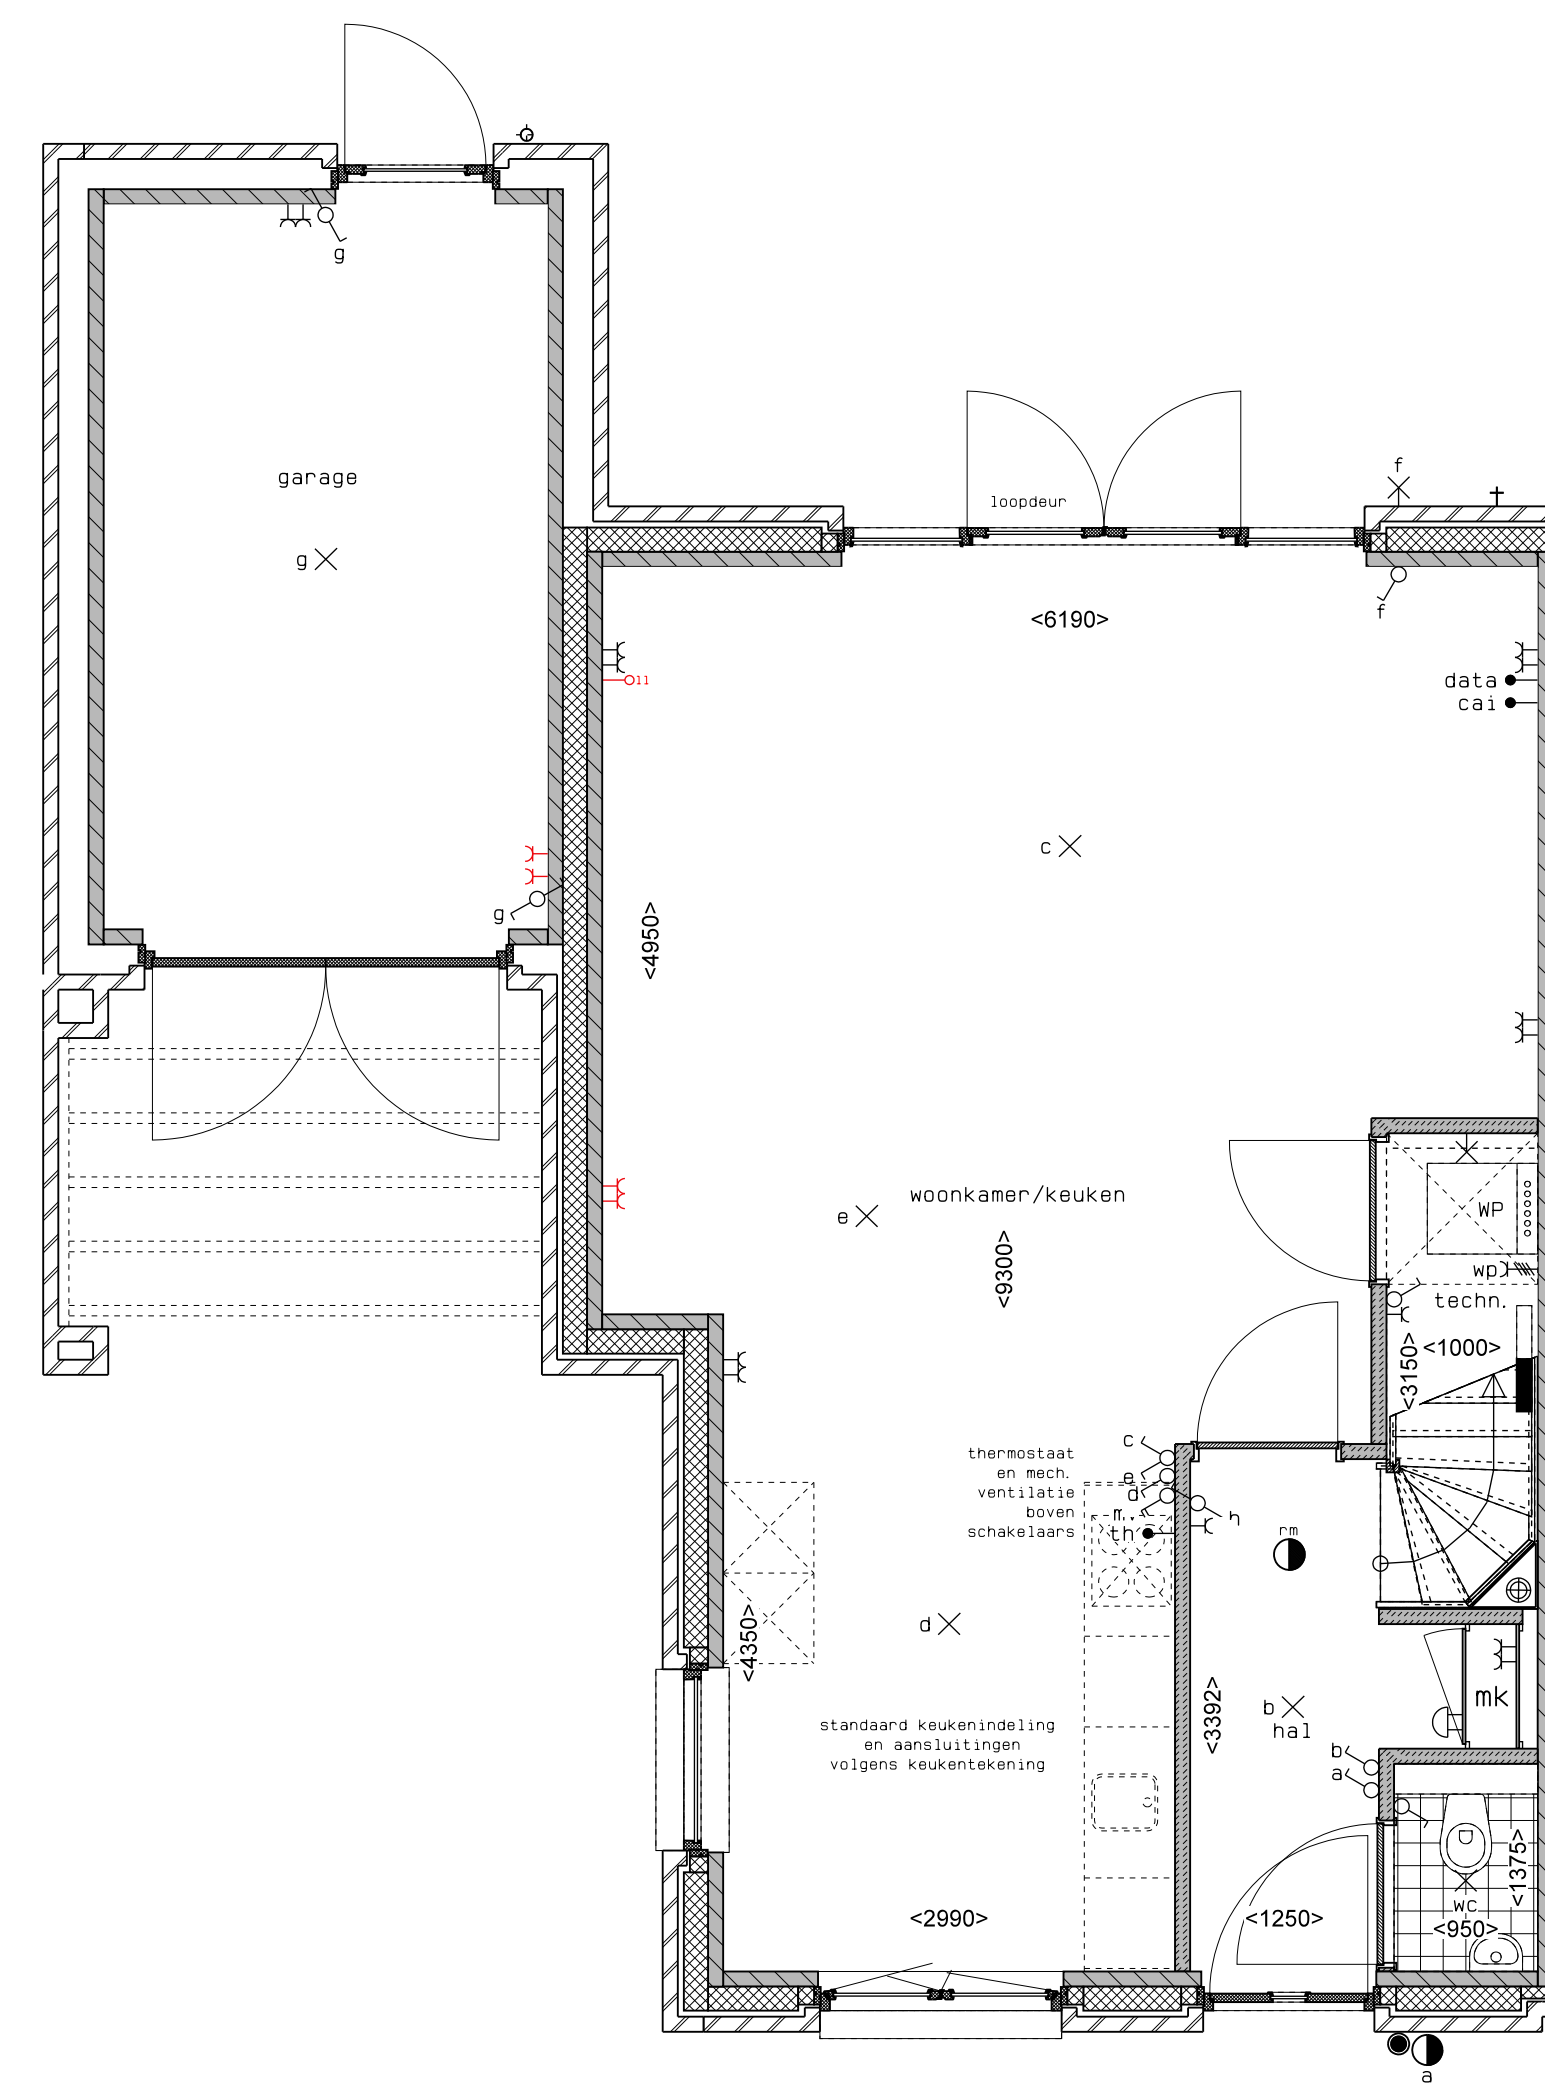 g
garage
g
loopdeur
f
f
<6190>
11
data
cai
c
<4950>
g
woonkamer/keuken
e
<9300>
WP
wp
techn.
<1000>
<3150>
thermostaat
en mech.
ventilatie
boven
schakelaars
c
e
d
m.v.
th
h
rm
d
<4350>
<3392>
b
hal
mk
standaard keukenindeling
en aansluitingen
volgens keukentekening
b
a
<1375>
wc
<950>
<2990>
<1250>
a